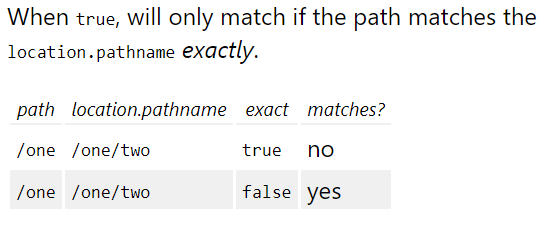 When true, will only match if the path matches the
location.pathname exactly.
path location.pathname exact matches?
/one /one/two true no
/one /one/two false yes